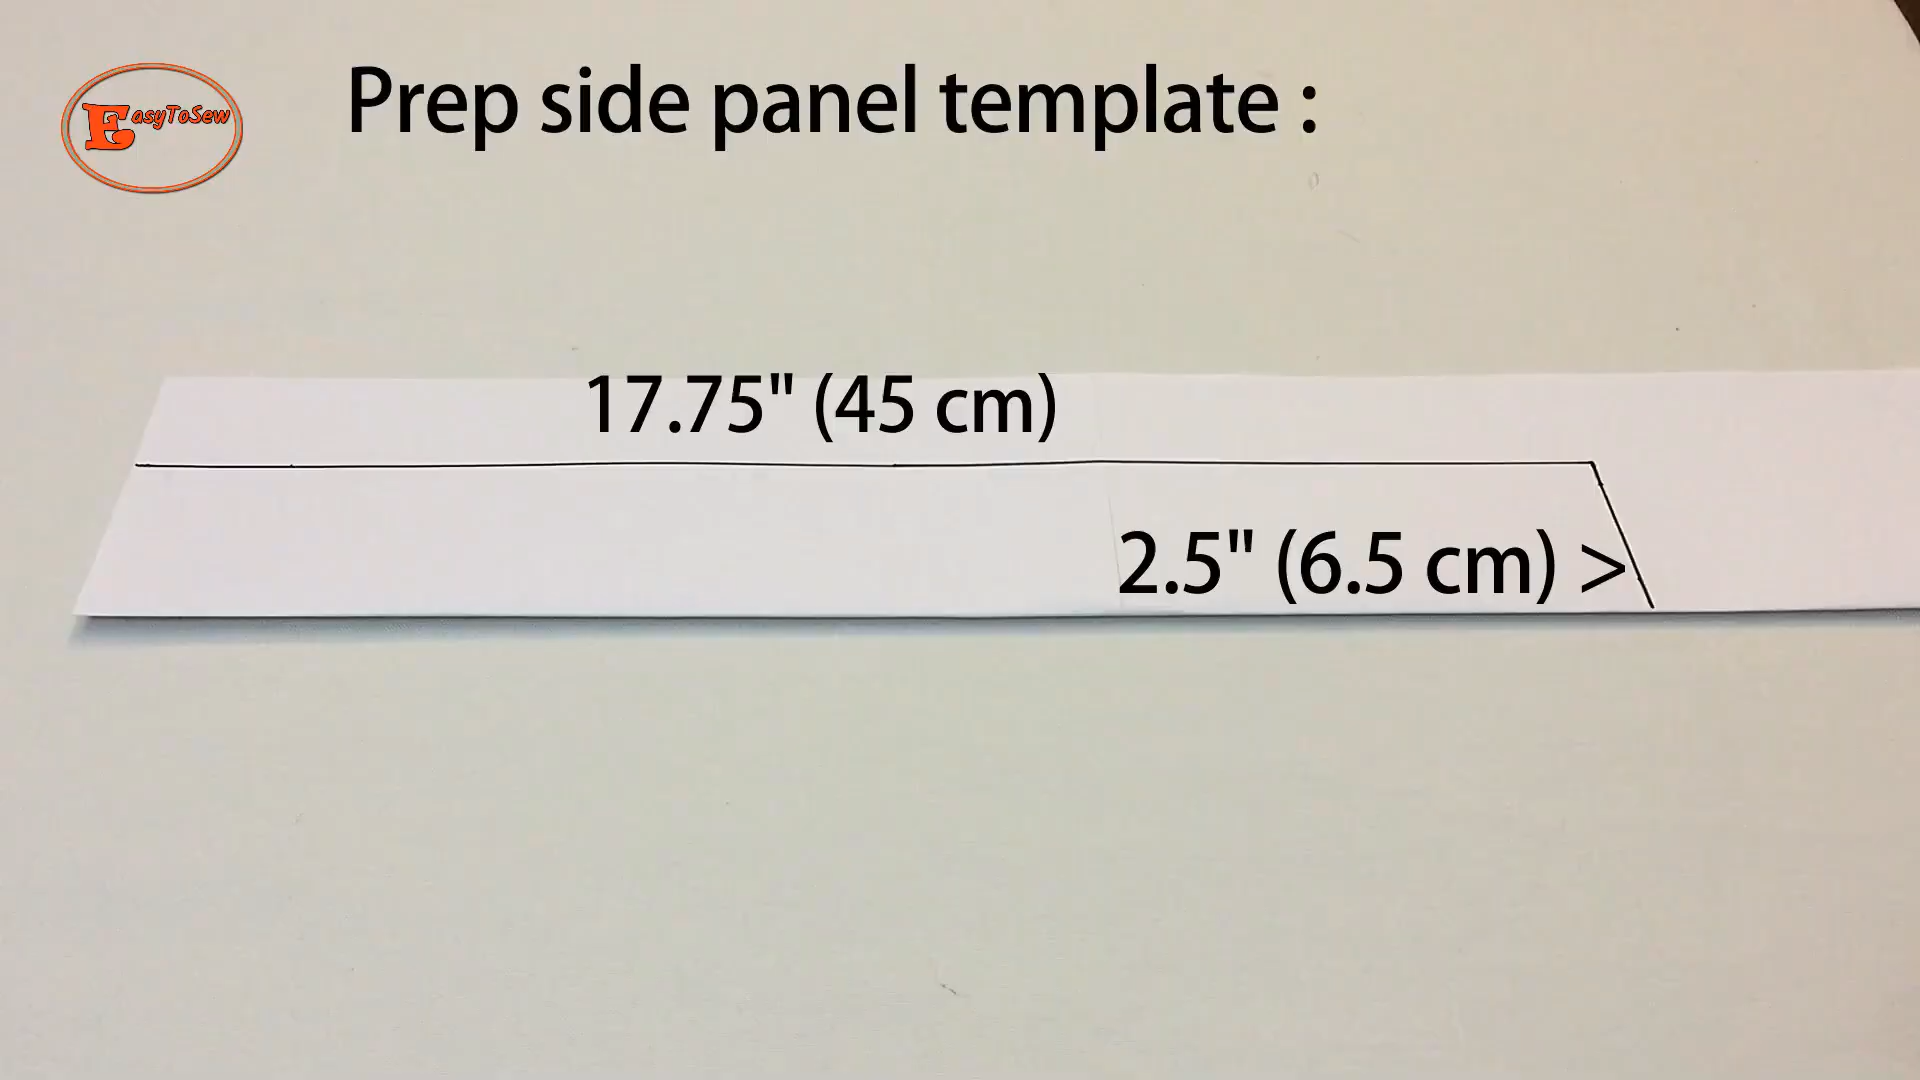 EasyToSew
Prep side panel template :
17.75" (45 cm)
2.5" (6.5 cm) >